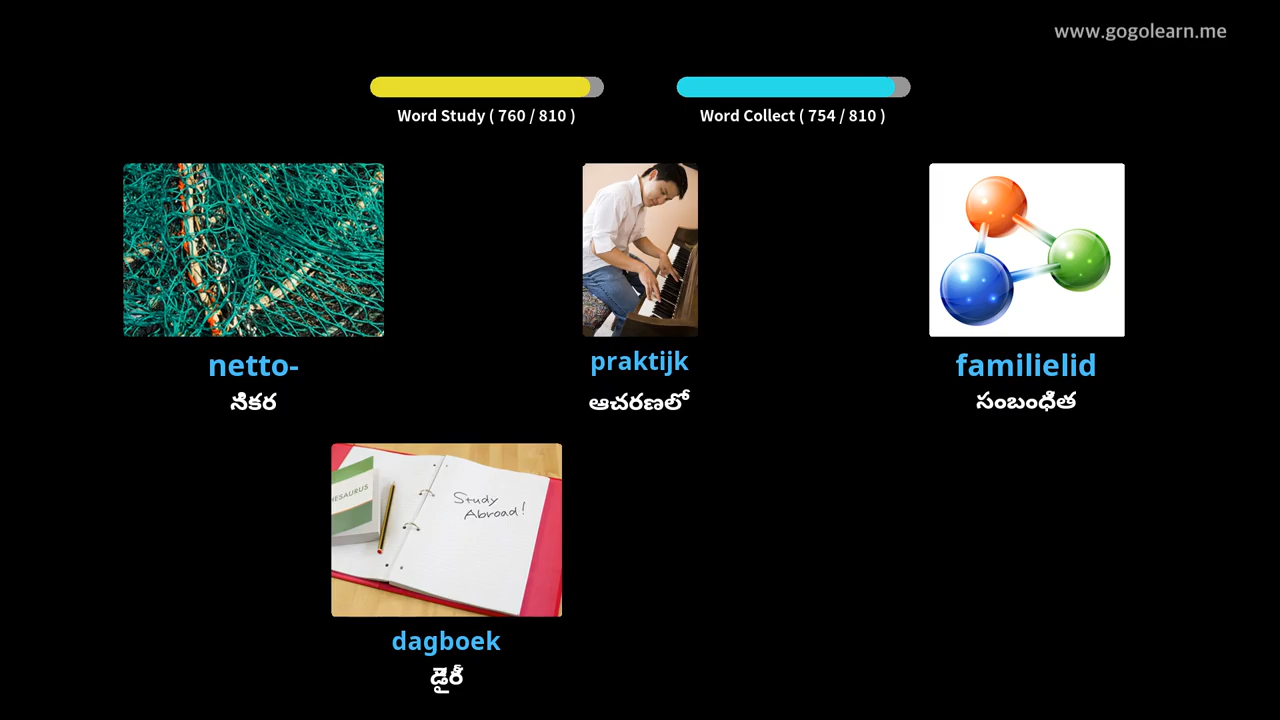 www.gogolearn.me
Word Study ( 760 / 810 )
Word Collect ( 754 / 810 )
netto-
నికర
praktijk
ఆచరణలో
familielid
సంబంధిత
THESAURUS
Study
Abroad!
dagboek
డైరీ